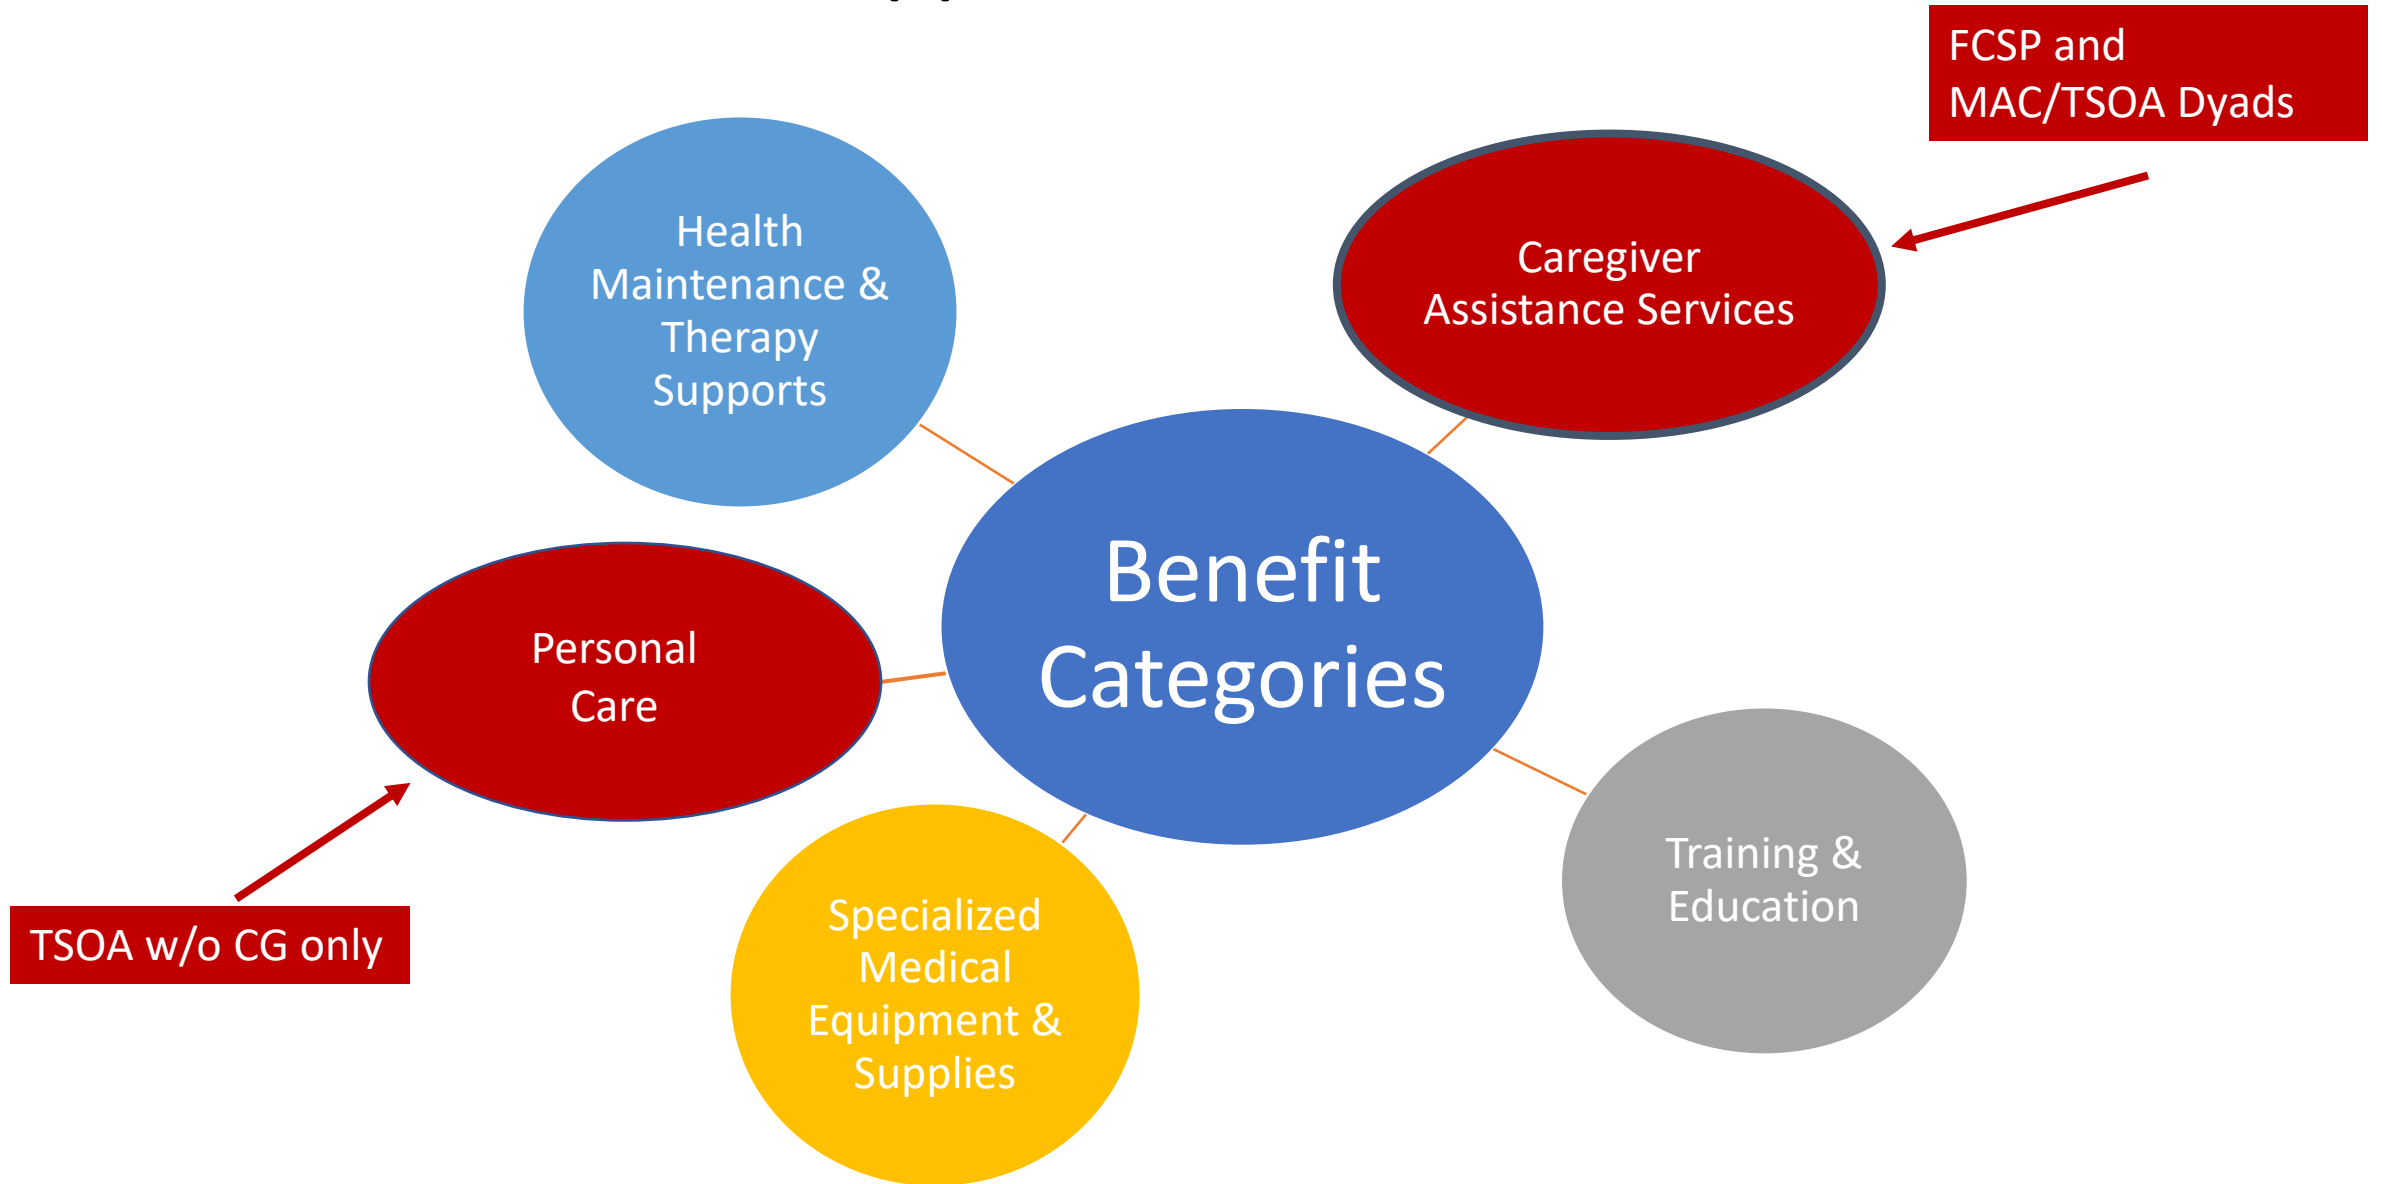 FCSP and
MAC/TSOA Dyads
Health
Maintenance &
Therapy
Supports
Caregiver
Assistance Services
Benefit
Categories
Personal
Care
Training &
Education
Specialized
Medical
Equipment &
Supplies
TSOA w/o CG only